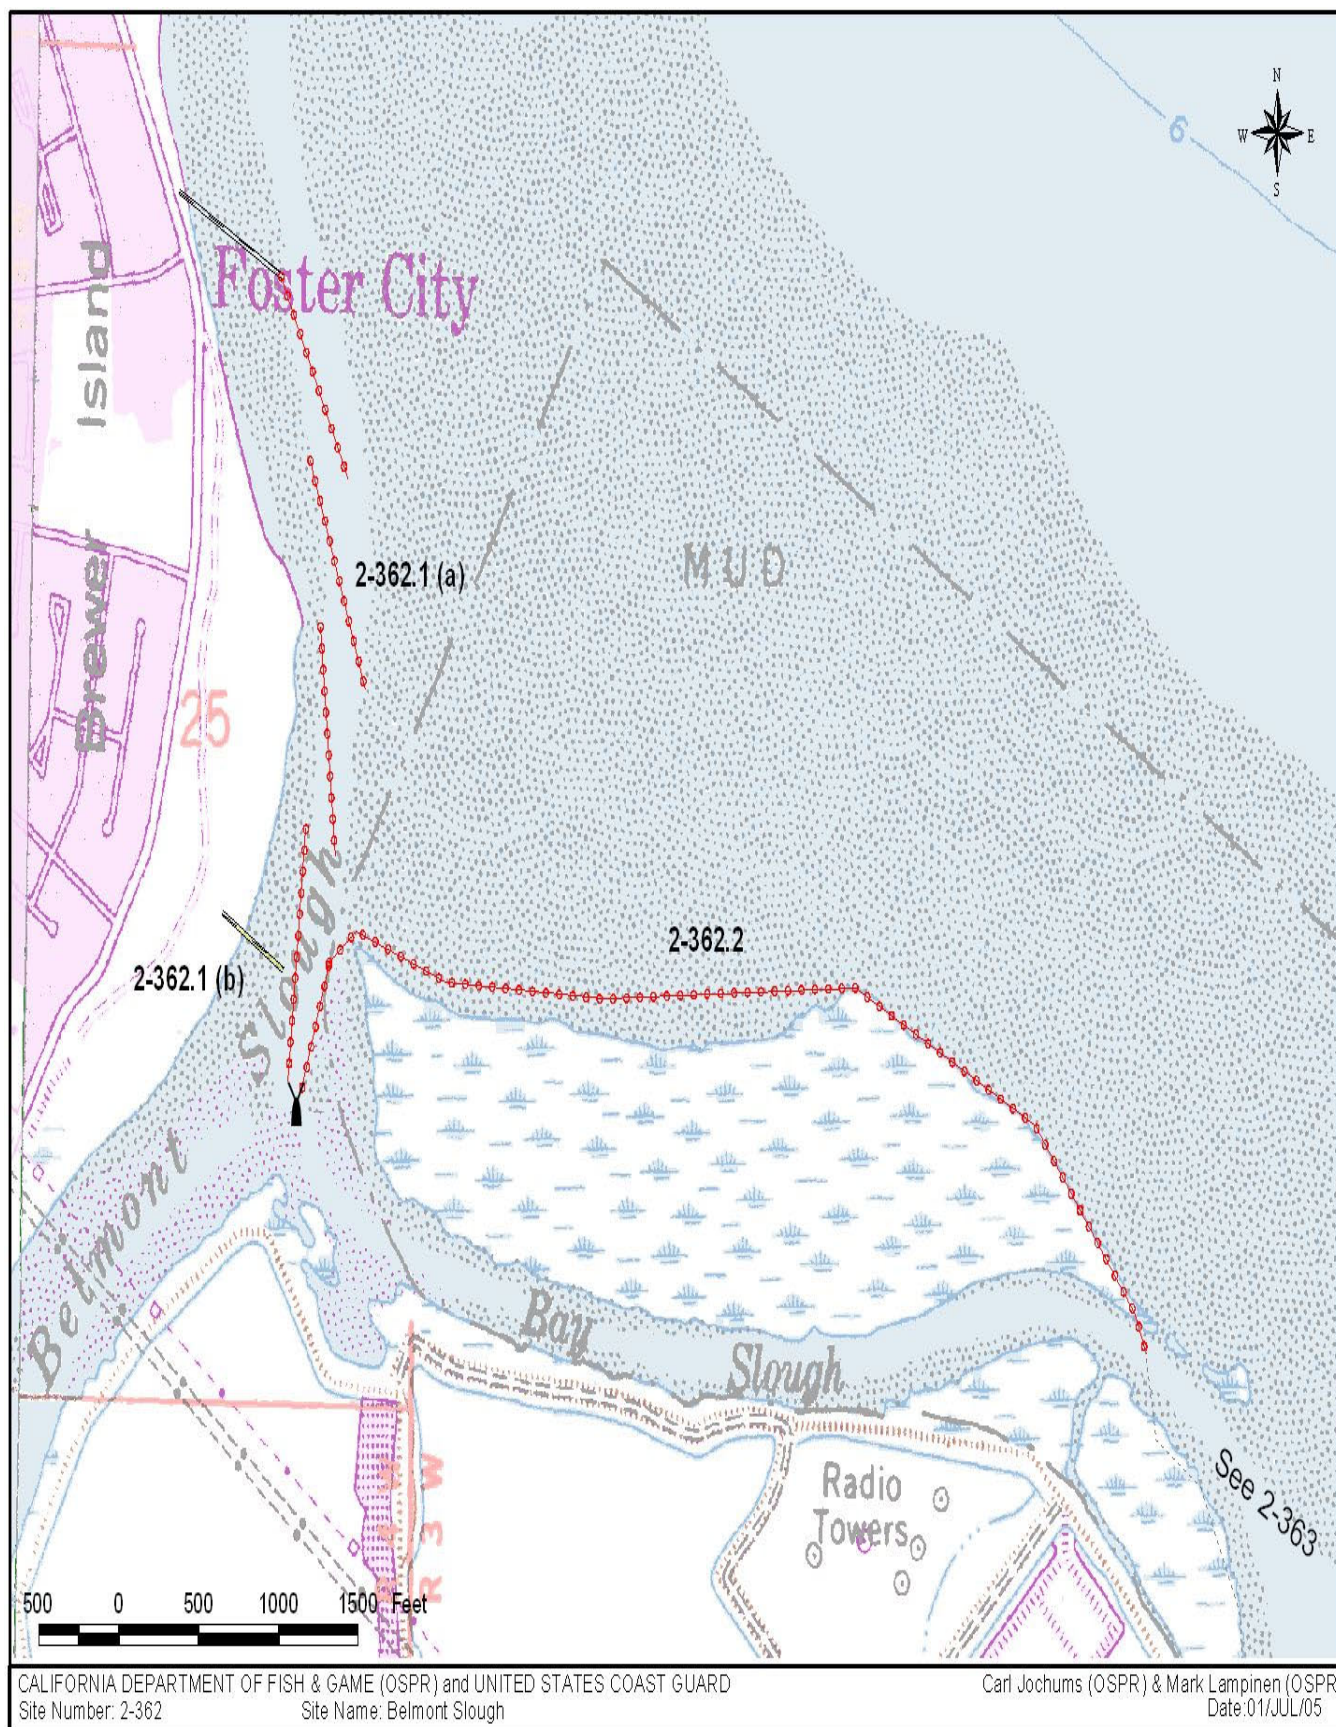 N
W E
S
6
Foster City
Brewer Island
MUD
2-362.1 (a)
25
2-362.2
2-362.1 (b)
Belmont Slough
Bay Slough
Radio
Towers
See 2-363
R 3 W
500 0 500 1000 1500 Feet
CALIFORNIA DEPARTMENT OF FISH & GAME (OSPR) and UNITED STATES COAST GUARD
Carl Jochums (OSPR) & Mark Lampinen (OSPR
Site Number: 2-362 Site Name: Belmont Slough
Date:01/JUL/05